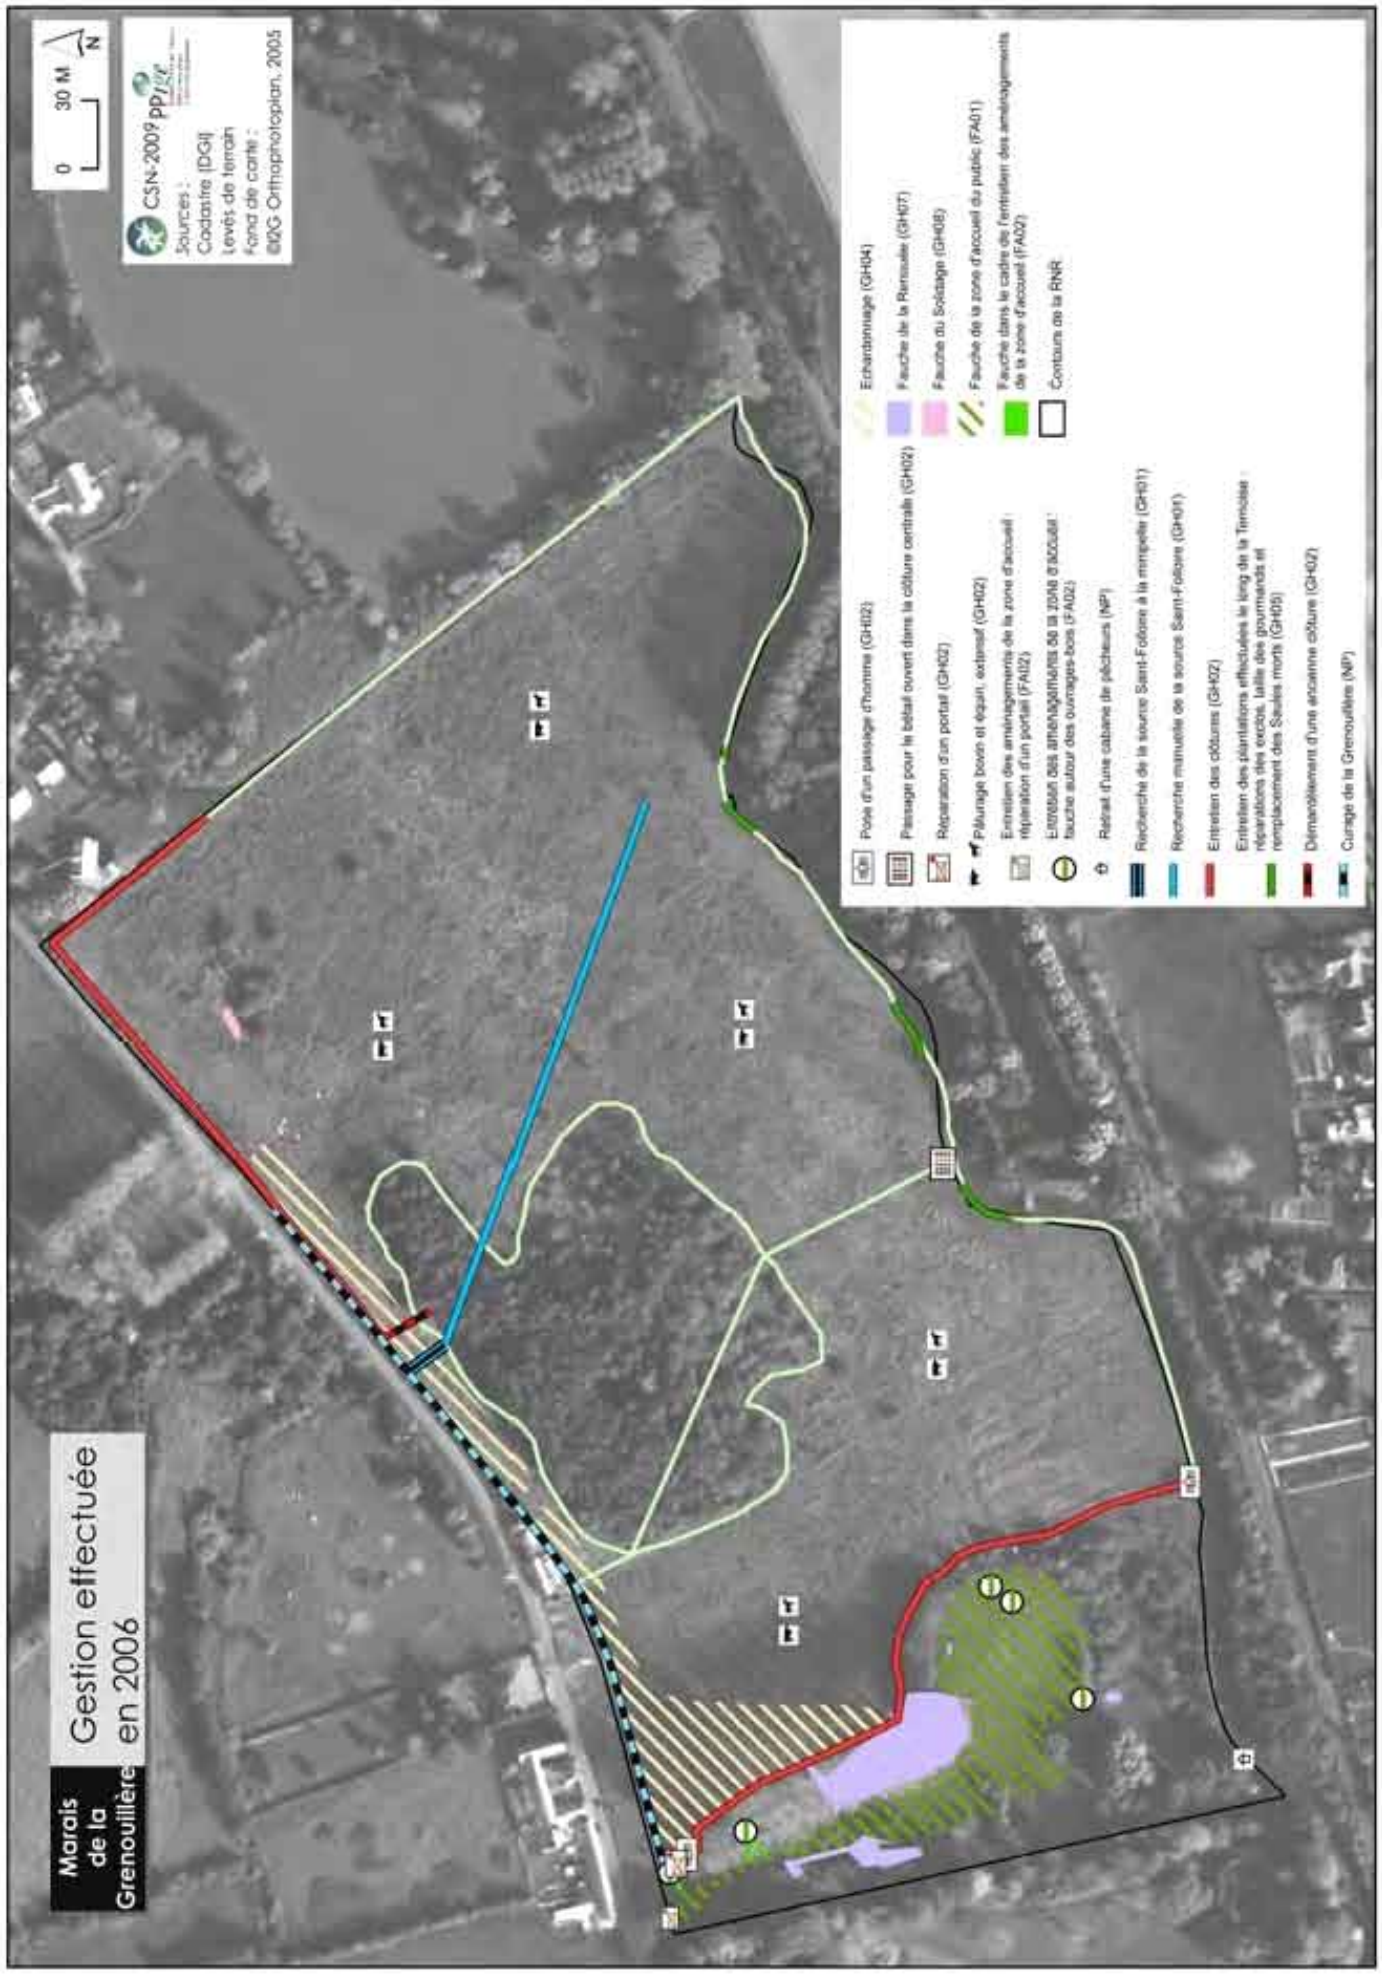 Marais
de la
Grenouillère
Gestion effectuée
en 2006
0 30 M
N
CSN-2009 ppige
Sources :
Cadastre (DGI)
Levés de terrain
Fond de carte :
©I2G Orthophotoplan, 2005
Pose d'un passage d'homme (GH02)
Passage pour le bétail ouvert dans la clôture centrale (GH02)
Réparation d'un portail (GH02)
Pâturage bovin et équin, extensif (GH02)
Entretien des aménagements de la zone d'accueil :
réparation d'un portail (FA02)
Entretien des aménagements de la zone d'accueil :
fauche autour des ouvrages-bois (FA02)
Retrait d'une cabane de pêcheurs (NP)
Recherche de la source Saint-Folloire à la minipelle (GH01)
Recherche manuelle de la source Saint-Folloire (GH01)
Entretien des clôtures (GH02)
Entretien des plantations effectuées le long de la Ternoise :
réparations des exclos, taille des gourmands et
remplacement des Saules morts (GH05)
Démantèlement d'une ancienne clôture (GH02)
Curage de la Grenouillère (NP)
Echardonnage (GH04)
Fauche de la Renouée (GH07)
Fauche du Solidage (GH08)
Fauche de la zone d'accueil du public (FA01)
Fauche dans le cadre de l'entretien des aménagements
de la zone d'accueil (FA02)
Contours de la RNR